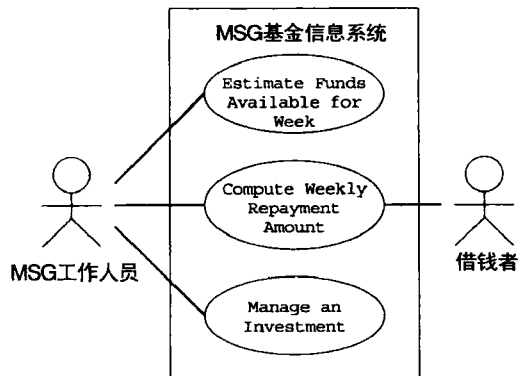 MSG基金信息系统
Estimate Funds
Available for
Week
Compute Weekly
Repayment
Amount
MSG工作人员
借钱者
Manage an
Investment